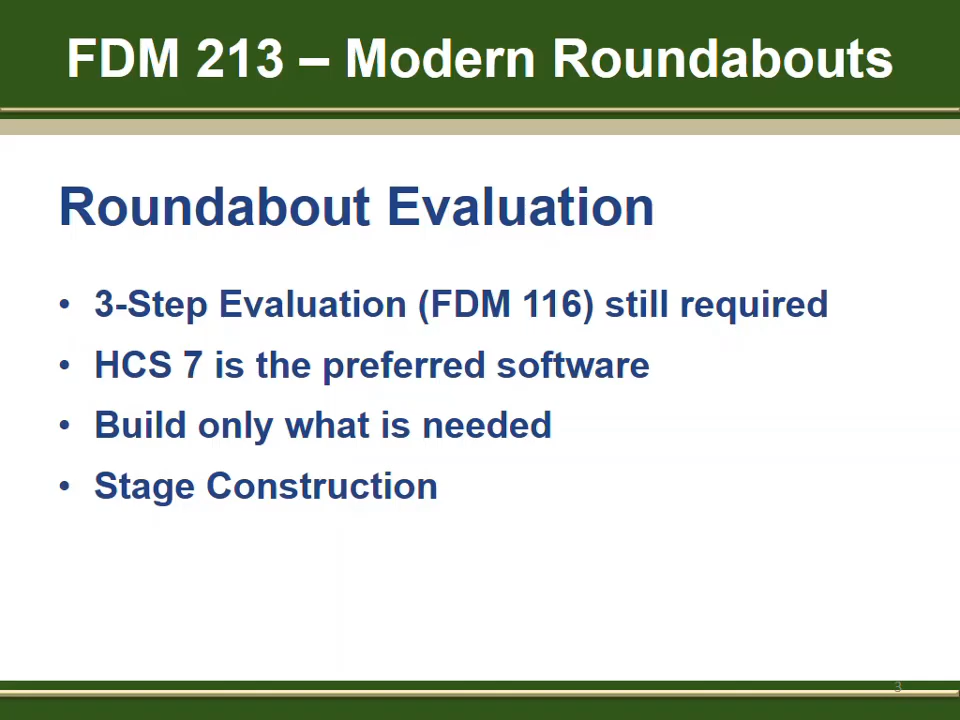 FDM 213 – Modern Roundabouts
Roundabout Evaluation
• 3-Step Evaluation (FDM 116) still required
• HCS 7 is the preferred software
• Build only what is needed
• Stage Construction
3